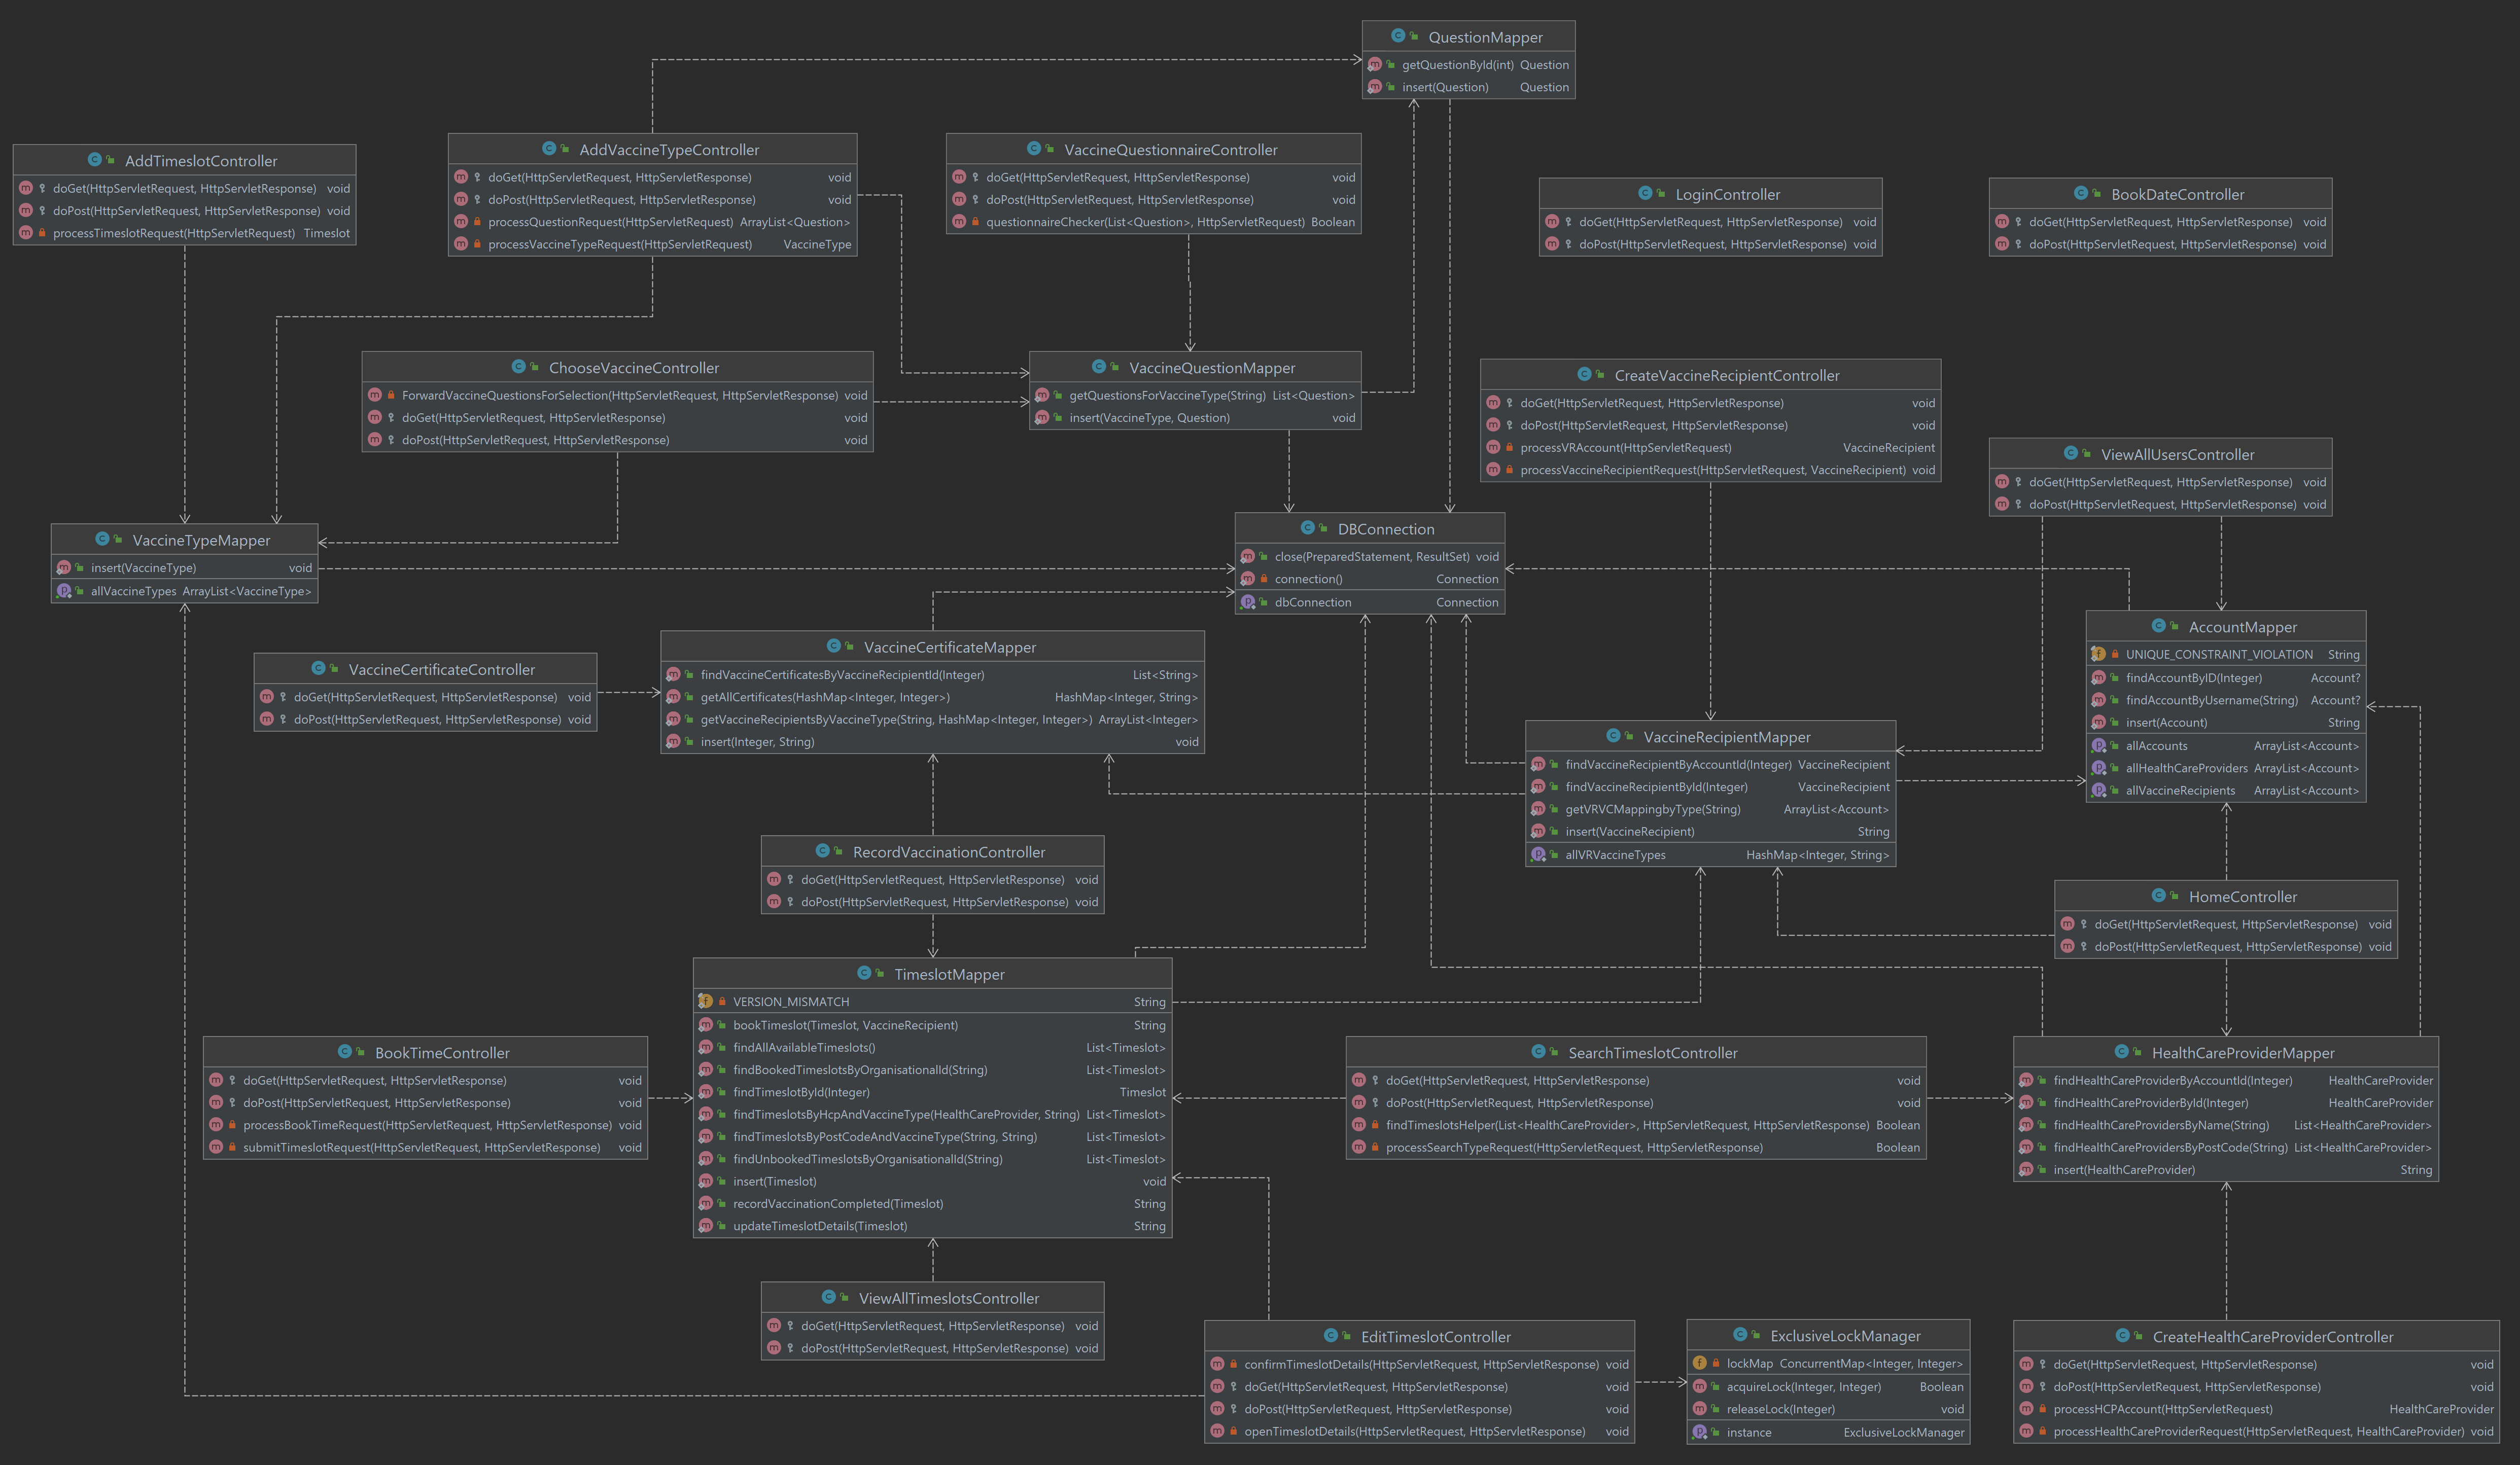 QuestionMapper
getQuestionById(int) Question
insert(Question) Question
AddTimeslotController
doGet(HttpServletRequest, HttpServletResponse) void
doPost(HttpServletRequest, HttpServletResponse) void
processTimeslotRequest(HttpServletRequest) Timeslot
AddVaccineTypeController
doGet(HttpServletRequest, HttpServletResponse) void
doPost(HttpServletRequest, HttpServletResponse) void
processQuestionRequest(HttpServletRequest) ArrayList<Question>
processVaccineTypeRequest(HttpServletRequest) VaccineType
VaccineQuestionnaireController
doGet(HttpServletRequest, HttpServletResponse) void
doPost(HttpServletRequest, HttpServletResponse) void
questionnaireChecker(List<Question>, HttpServletRequest) Boolean
LoginController
doGet(HttpServletRequest, HttpServletResponse) void
doPost(HttpServletRequest, HttpServletResponse) void
BookDateController
doGet(HttpServletRequest, HttpServletResponse) void
doPost(HttpServletRequest, HttpServletResponse) void
ChooseVaccineController
ForwardVaccineQuestionsForSelection(HttpServletRequest, HttpServletResponse) void
doGet(HttpServletRequest, HttpServletResponse) void
doPost(HttpServletRequest, HttpServletResponse) void
VaccineQuestionMapper
getQuestionsForVaccineType(String) List<Question>
insert(VaccineType, Question) void
CreateVaccineRecipientController
doGet(HttpServletRequest, HttpServletResponse) void
doPost(HttpServletRequest, HttpServletResponse) void
processVRAccount(HttpServletRequest) VaccineRecipient
processVaccineRecipientRequest(HttpServletRequest, VaccineRecipient) void
ViewAllUsersController
doGet(HttpServletRequest, HttpServletResponse) void
doPost(HttpServletRequest, HttpServletResponse) void
VaccineTypeMapper
insert(VaccineType) void
allVaccineTypes ArrayList<VaccineType>
DBConnection
close(PreparedStatement, ResultSet) void
connection() Connection
dbConnection Connection
AccountMapper
UNIQUE_CONSTRAINT_VIOLATION String
findAccountByID(Integer) Account?
findAccountByUsername(String) Account?
insert(Account) String
allAccounts ArrayList<Account>
allHealthCareProviders ArrayList<Account>
allVaccineRecipients ArrayList<Account>
VaccineCertificateController
doGet(HttpServletRequest, HttpServletResponse) void
doPost(HttpServletRequest, HttpServletResponse) void
VaccineCertificateMapper
findVaccineCertificatesByVaccineRecipientId(Integer) List<String>
getAllCertificates(HashMap<Integer, Integer>) HashMap<Integer, String>
getVaccineRecipientsByVaccineType(String, HashMap<Integer, Integer>) ArrayList<Integer>
insert(Integer, String) void
VaccineRecipientMapper
findVaccineRecipientByAccountId(Integer) VaccineRecipient
findVaccineRecipientById(Integer) VaccineRecipient
getVRVCMappingbyType(String) ArrayList<Account>
insert(VaccineRecipient) String
allVRVaccineTypes HashMap<Integer, String>
RecordVaccinationController
doGet(HttpServletRequest, HttpServletResponse) void
doPost(HttpServletRequest, HttpServletResponse) void
HomeController
doGet(HttpServletRequest, HttpServletResponse) void
doPost(HttpServletRequest, HttpServletResponse) void
TimeslotMapper
VERSION_MISMATCH String
bookTimeslot(Timeslot, VaccineRecipient) String
findAllAvailableTimeslots() List<Timeslot>
findBookedTimeslotsByOrganisationalId(String) List<Timeslot>
findTimeslotById(Integer) Timeslot
findTimeslotsByHcpAndVaccineType(HealthCareProvider, String) List<Timeslot>
findTimeslotsByPostCodeAndVaccineType(String, String) List<Timeslot>
findUnbookedTimeslotsByOrganisationalId(String) List<Timeslot>
insert(Timeslot) void
recordVaccinationCompleted(Timeslot) String
updateTimeslotDetails(Timeslot) String
BookTimeController
doGet(HttpServletRequest, HttpServletResponse) void
doPost(HttpServletRequest, HttpServletResponse) void
processBookTimeRequest(HttpServletRequest, HttpServletResponse) void
submitTimeslotRequest(HttpServletRequest, HttpServletResponse) void
SearchTimeslotController
doGet(HttpServletRequest, HttpServletResponse) void
doPost(HttpServletRequest, HttpServletResponse) void
findTimeslotsHelper(List<HealthCareProvider>, HttpServletRequest, HttpServletResponse) Boolean
processSearchTypeRequest(HttpServletRequest, HttpServletResponse) Boolean
HealthCareProviderMapper
findHealthCareProviderByAccountId(Integer) HealthCareProvider
findHealthCareProviderById(Integer) HealthCareProvider
findHealthCareProvidersByName(String) List<HealthCareProvider>
findHealthCareProvidersByPostCode(String) List<HealthCareProvider>
insert(HealthCareProvider) String
ViewAllTimeslotsController
doGet(HttpServletRequest, HttpServletResponse) void
doPost(HttpServletRequest, HttpServletResponse) void
EditTimeslotController
confirmTimeslotDetails(HttpServletRequest, HttpServletResponse) void
doGet(HttpServletRequest, HttpServletResponse) void
doPost(HttpServletRequest, HttpServletResponse) void
openTimeslotDetails(HttpServletRequest, HttpServletResponse) void
ExclusiveLockManager
lockMap ConcurrentMap<Integer, Integer>
acquireLock(Integer, Integer) Boolean
releaseLock(Integer) void
instance ExclusiveLockManager
CreateHealthCareProviderController
doGet(HttpServletRequest, HttpServletResponse) void
doPost(HttpServletRequest, HttpServletResponse) void
processHCPAccount(HttpServletRequest) HealthCareProvider
processHealthCareProviderRequest(HttpServletRequest, HealthCareProvider) void